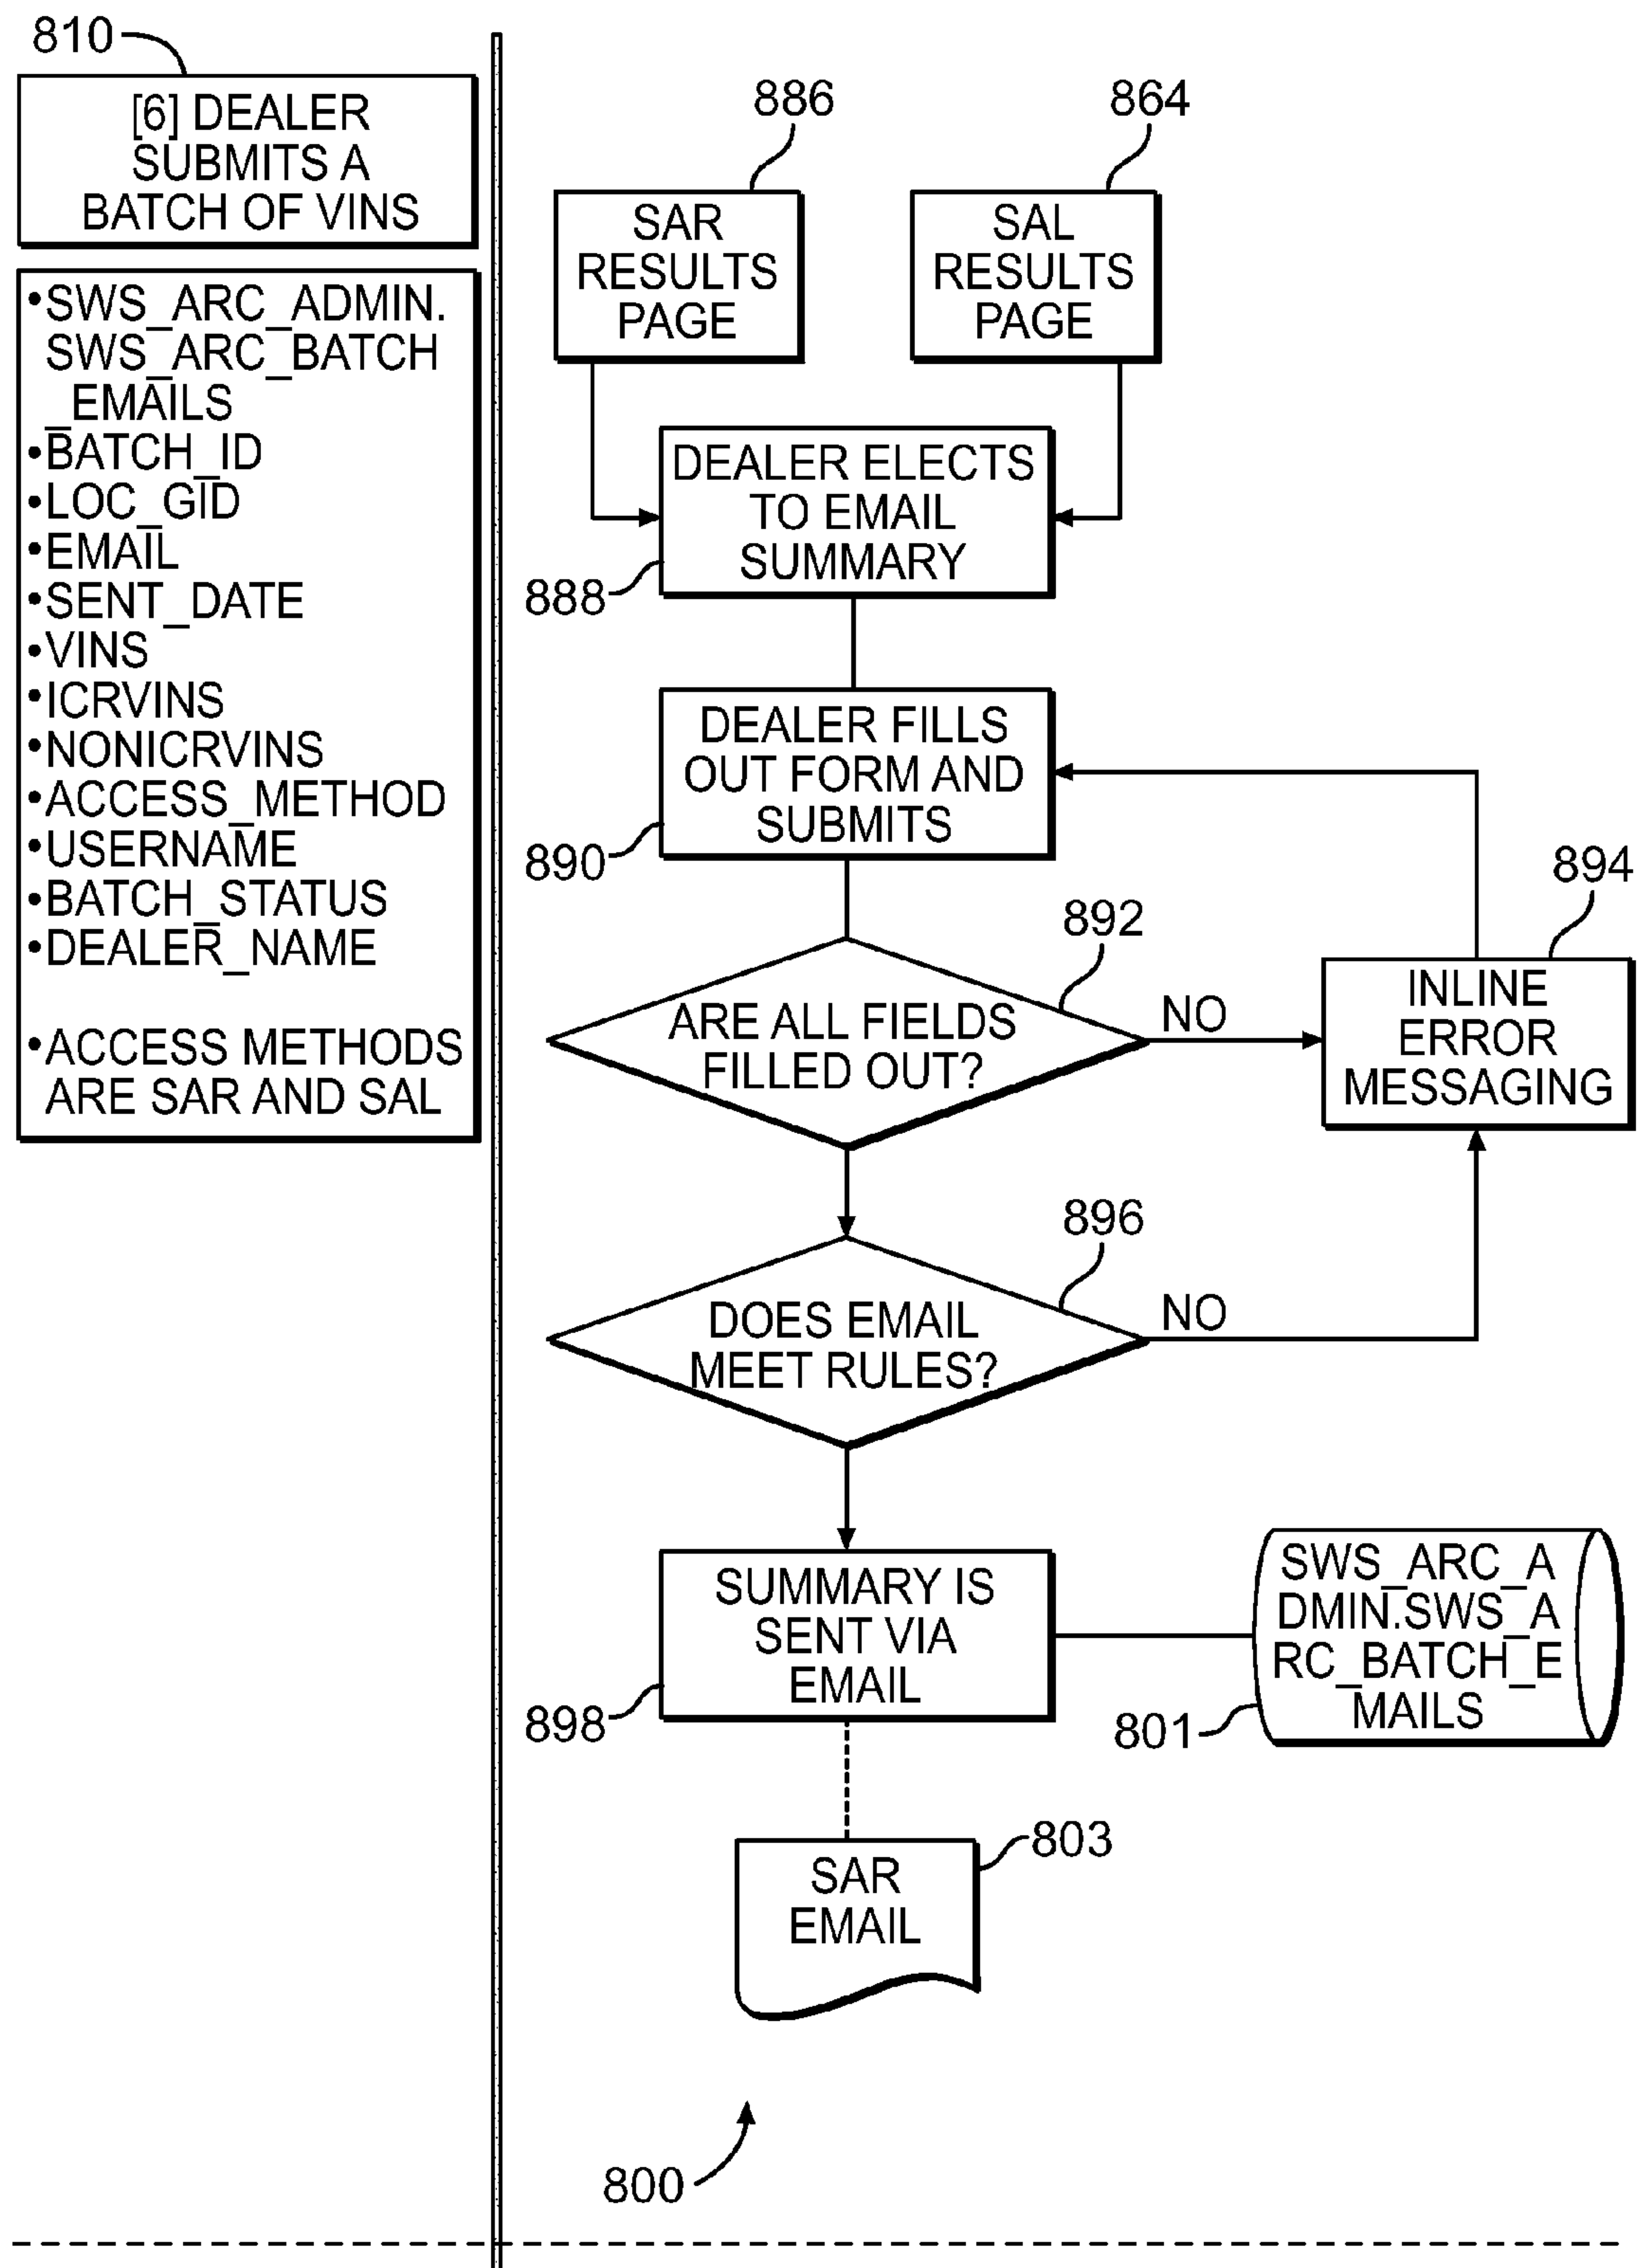 810
[6] DEALER
SUBMITS A
BATCH OF VINS
•SWS_ARC_ADMIN.
SWS_ARC_BATCH
_EMAILS
•BATCH_ID
•LOC_GID
•EMAIL
•SENT_DATE
•VINS
•ICRVINS
•NONICRVINS
•ACCESS_METHOD
•USERNAME
•BATCH_STATUS
•DEALER_NAME
•ACCESS METHODS
ARE SAR AND SAL
886
SAR
RESULTS
PAGE
864
SAL
RESULTS
PAGE
DEALER ELECTS
TO EMAIL
SUMMARY
888
DEALER FILLS
OUT FORM AND
SUBMITS
890
892
ARE ALL FIELDS
FILLED OUT?
NO
894
INLINE
ERROR
MESSAGING
896
DOES EMAIL
MEET RULES?
NO
SUMMARY IS
SENT VIA
EMAIL
898
SWS_ARC_A
DMIN.SWS_A
RC_BATCH_E
MAILS
801
803
SAR
EMAIL
800